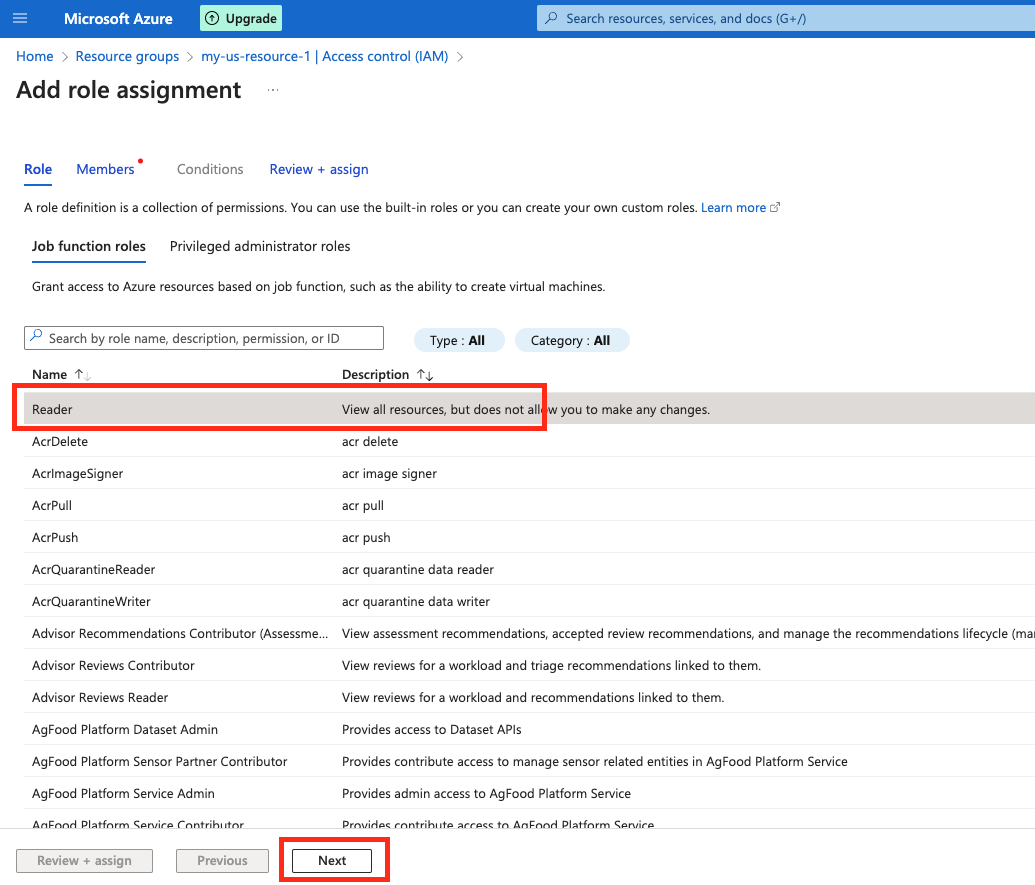 Microsoft Azure Upgrade Search resources, services, and docs (G+/)
Home > Resource groups > my-us-resource-1 | Access control (IAM) >
Add role assignment ...
Role Members Conditions Review + assign
A role definition is a collection of permissions. You can use the built-in roles or you can create your own custom roles. Learn more
Job function roles Privileged administrator roles
Grant access to Azure resources based on job function, such as the ability to create virtual machines.
Search by role name, description, permission, or ID Type : All Category : All
Name ↑↓ Description ↑↓
Reader View all resources, but does not allow you to make any changes.
AcrDelete acr delete
AcrImageSigner acr image signer
AcrPull acr pull
AcrPush acr push
AcrQuarantineReader acr quarantine data reader
AcrQuarantineWriter acr quarantine data writer
Advisor Recommendations Contributor (Assessme... View assessment recommendations, accepted review recommendations, and manage the recommendations lifecycle (ma
Advisor Reviews Contributor View reviews for a workload and triage recommendations linked to them.
Advisor Reviews Reader View reviews for a workload and recommendations linked to them.
AgFood Platform Dataset Admin Provides access to Dataset APIs
AgFood Platform Sensor Partner Contributor Provides contribute access to manage sensor related entities in AgFood Platform Service
AgFood Platform Service Admin Provides admin access to AgFood Platform Service
AgFood Platform Service Contributor Provides contribute access to AgFood Platform Service
Review + assign Previous Next